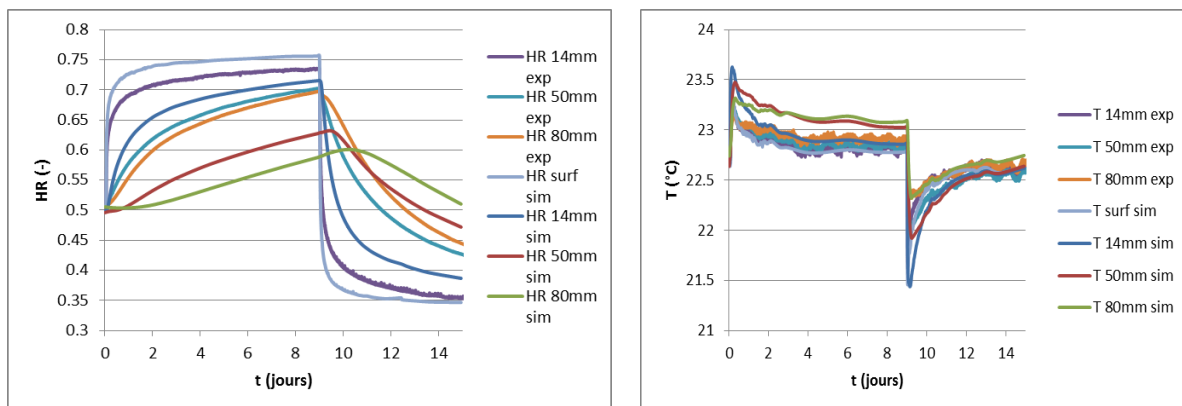 0.8
0.75
0.7
0.65
0.6
0.55
0.5
0.45
0.4
0.35
0.3
HR (-)
0 2 4 6 8 10 12 14
t (jours)
HR 14mm
exp
HR 50mm
exp
HR 80mm
exp
HR surf
sim
HR 14mm
sim
HR 50mm
sim
HR 80mm
sim
24
23.5
23
22.5
22
21.5
21
T (°C)
0 2 4 6 8 10 12 14
t (jours)
T 14mm exp
T 50mm exp
T 80mm exp
T surf sim
T 14mm sim
T 50mm sim
T 80mm sim